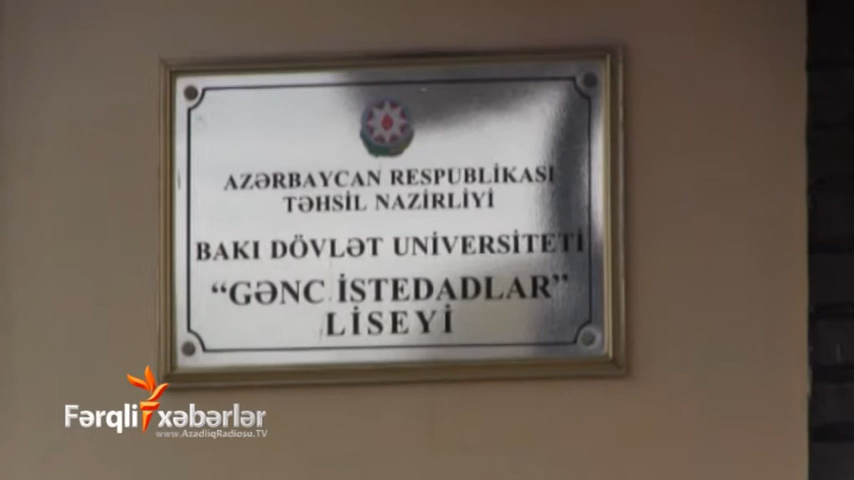 AZƏRBAYCAN RESPUBLİKASI
TƏHSİL NAZİRLİYİ
BAKI DÖVLƏT UNİVERSİTETİ
“GƏNC İSTEDADLAR”
LİSEYİ
Fərqli xəbərlər
www.AzadliqRadiosu.TV